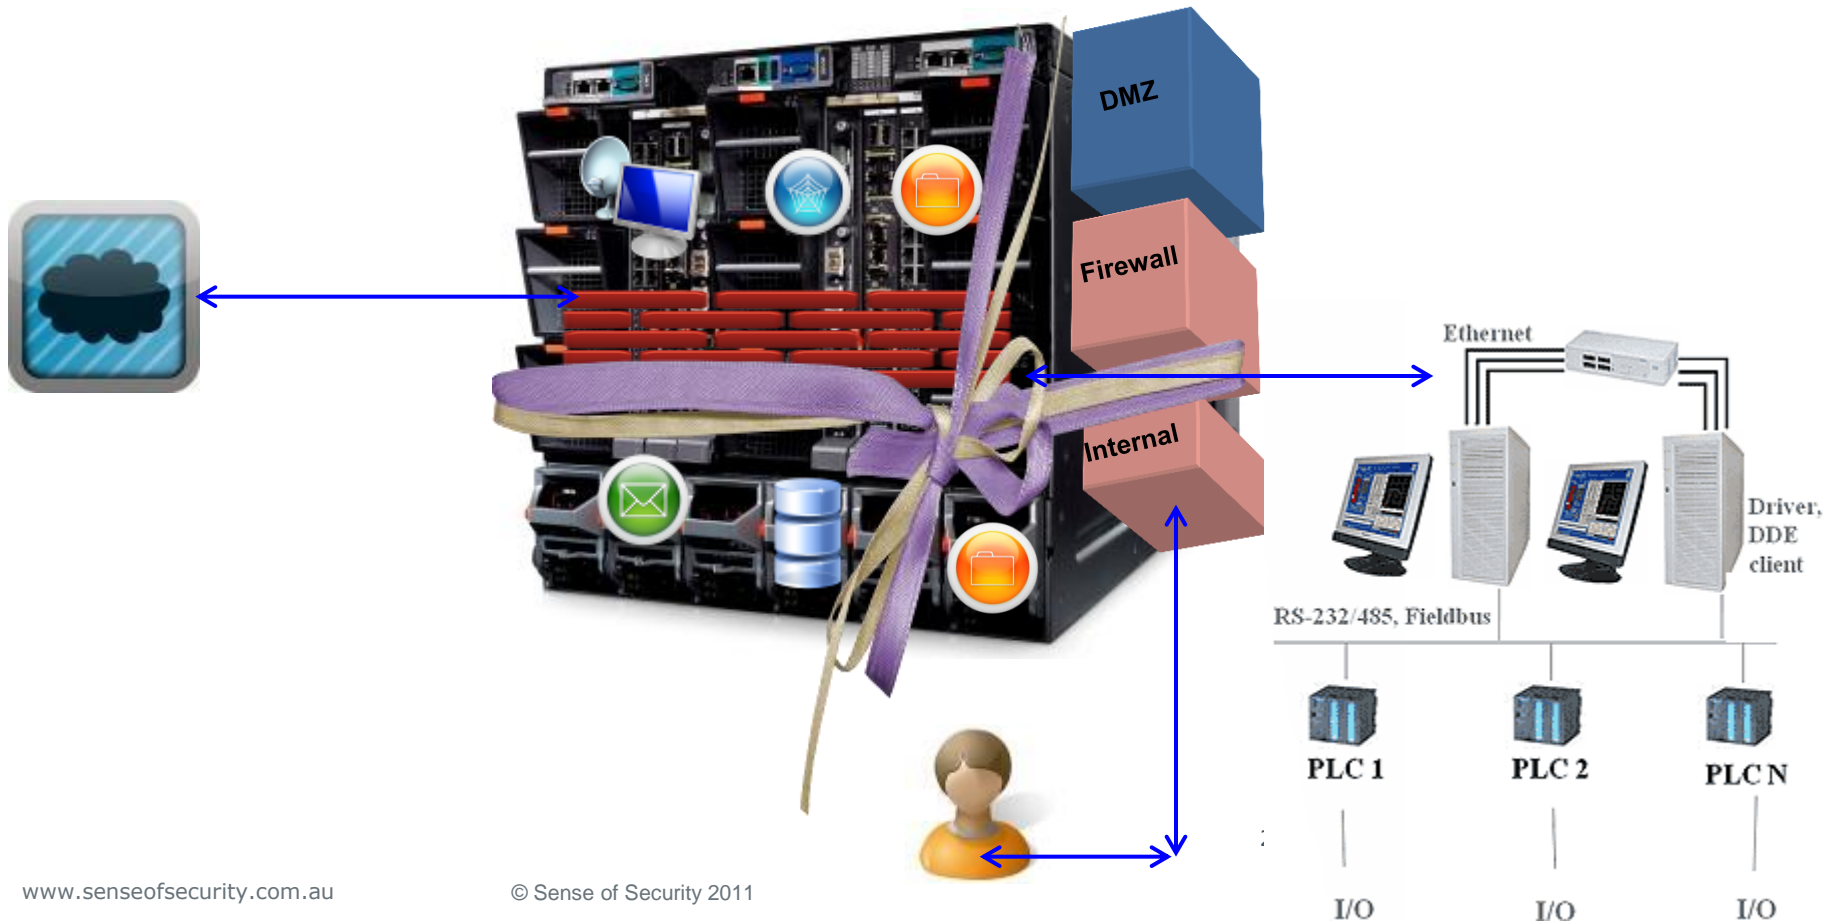 DMZ
Firewall
Internal
Ethernet
Driver,
DDE
client
RS-232/485, Fieldbus
PLC 1
PLC 2
PLC N
I/O
I/O
I/O
www.senseofsecurity.com.au
© Sense of Security 2011